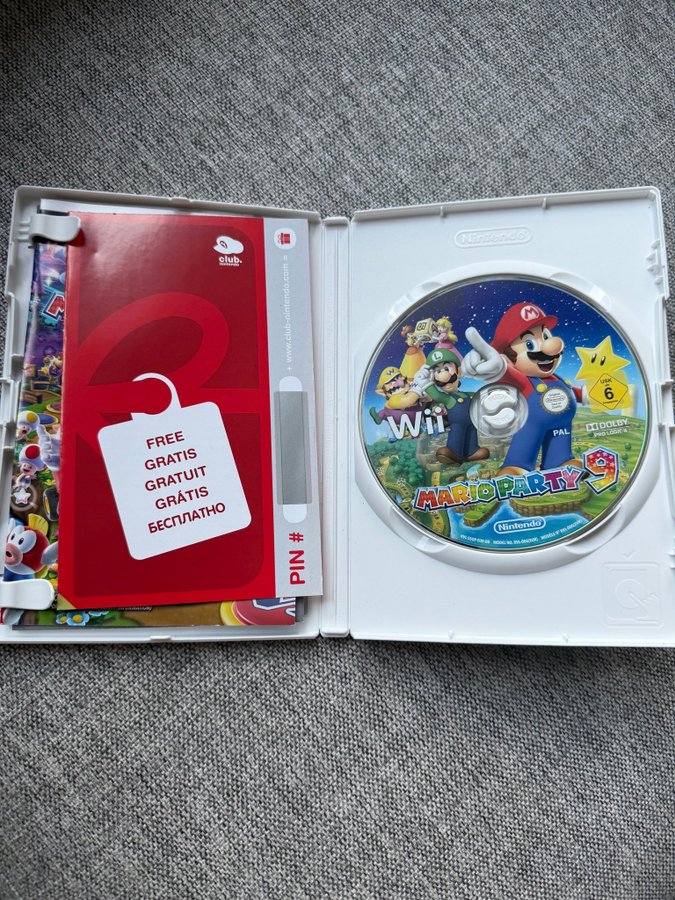 club.
nintendo
+ www.club-nintendo.com =
FREE
GRATIS
GRATUIT
GRÁTIS
БЕСПЛАТНО
PIN #
Nintendo
M
L
Wii
USK
6
DOLBY
PRO LOGIC II
PAL
MARIO PARTY 9
Nintendo